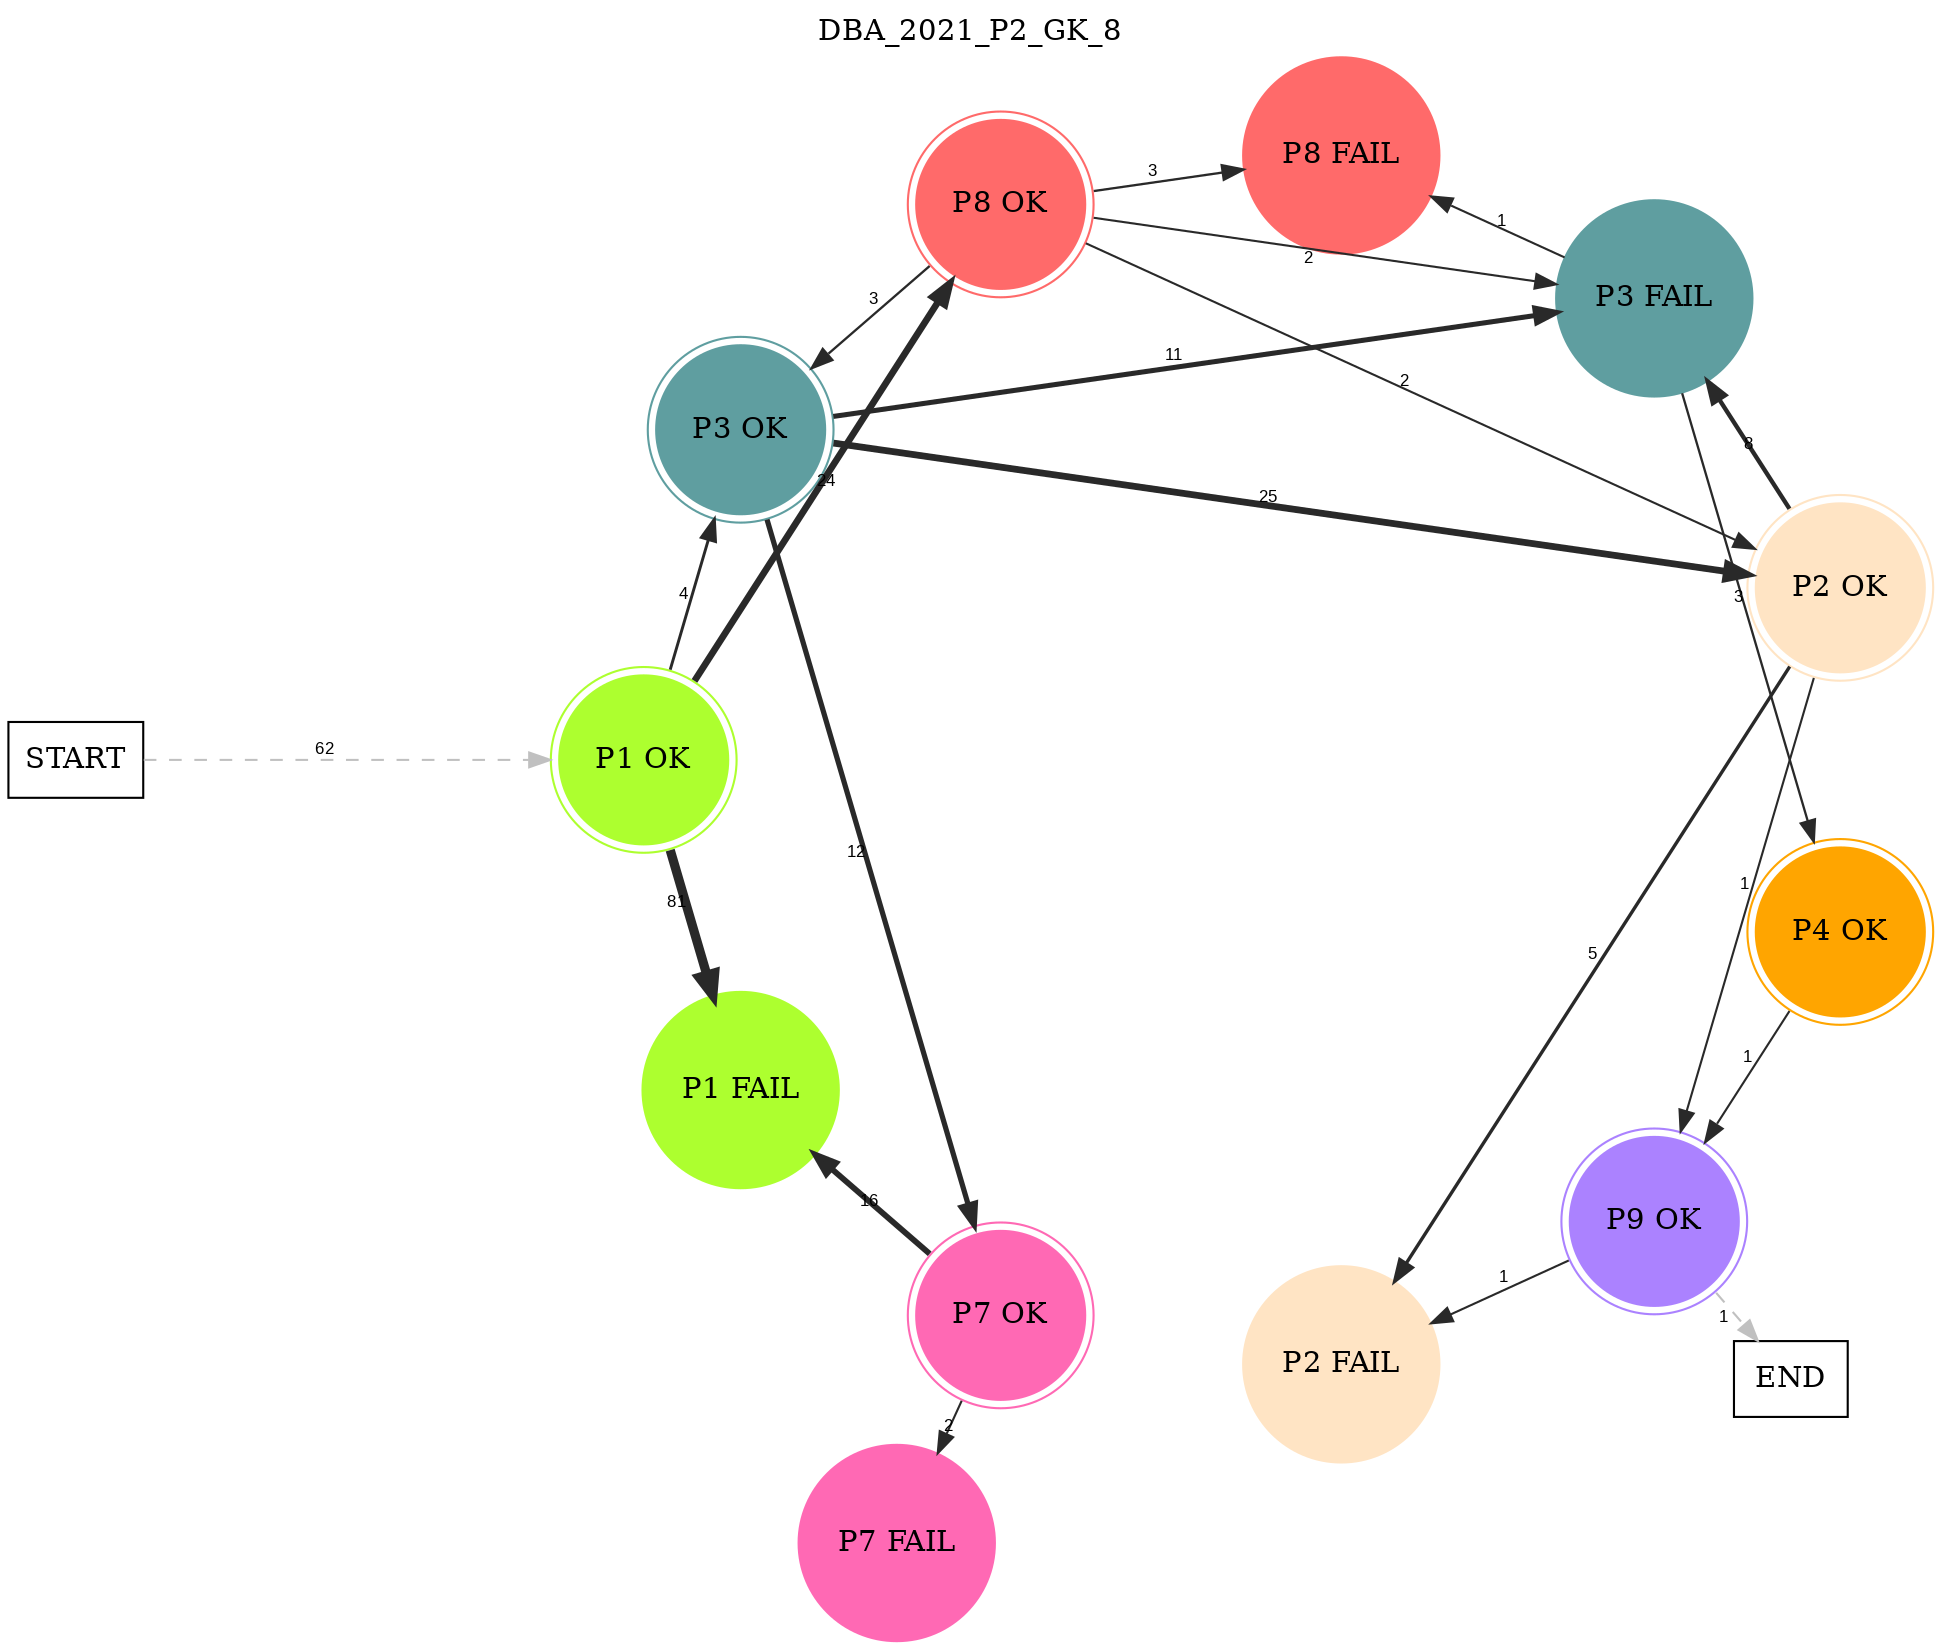 DBA_2021_P2_GK_8
P8 FAIL
P8 OK
3
1
2
P3 FAIL
3
11
2
P3 OK
24
25
8
P2 OK
4
3
START
62
P1 OK
12
1
81
5
P4 OK
P1 FAIL
1
16
P9 OK
1
P7 OK
1
P2 FAIL
END
2
P7 FAIL